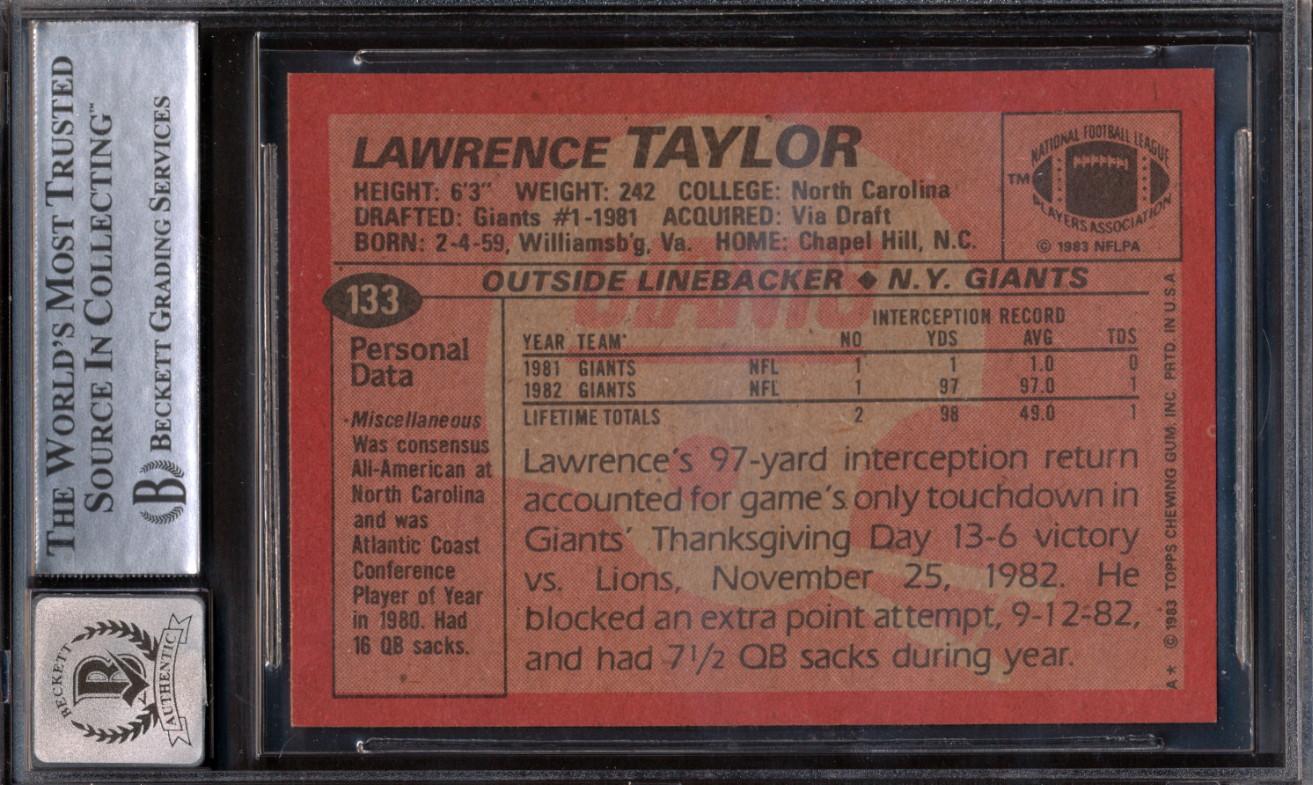 THE WORLD'S MOST TRUSTED
SOURCE IN COLLECTING™
B BECKETT GRADING SERVICES
BECKETT
B
AUTHENTIC
LAWRENCE TAYLOR
HEIGHT: 6'3" WEIGHT: 242 COLLEGE: North Carolina
DRAFTED: Giants #1-1981 ACQUIRED: Via Draft
BORN: 2-4-59, Williamsb'g, Va. HOME: Chapel Hill, N.C.
NATIONAL FOOTBALL LEAGUE
TM
PLAYERS ASSOCIATION
© 1983 NFLPA
133
OUTSIDE LINEBACKER ◆ N.Y. GIANTS
GIANTS
Personal
Data
Miscellaneous
Was consensus
All-American at
North Carolina
and was
Atlantic Coast
Conference
Player of Year
in 1980. Had
16 QB sacks.
INTERCEPTION RECORD
YEAR TEAM NO YDS AVG TDS
1981 GIANTS NFL 1 1 1.0 0
1982 GIANTS NFL 1 97 97.0 1
LIFETIME TOTALS 2 98 49.0 1
Lawrence's 97-yard interception return
accounted for game's only touchdown in
Giants' Thanksgiving Day 13-6 victory
vs. Lions, November 25, 1982. He
blocked an extra point attempt, 9-12-82,
and had 7 1/2 QB sacks during year.
A★ © 1983 TOPPS CHEWING GUM, INC. PRTD. IN U.S.A.